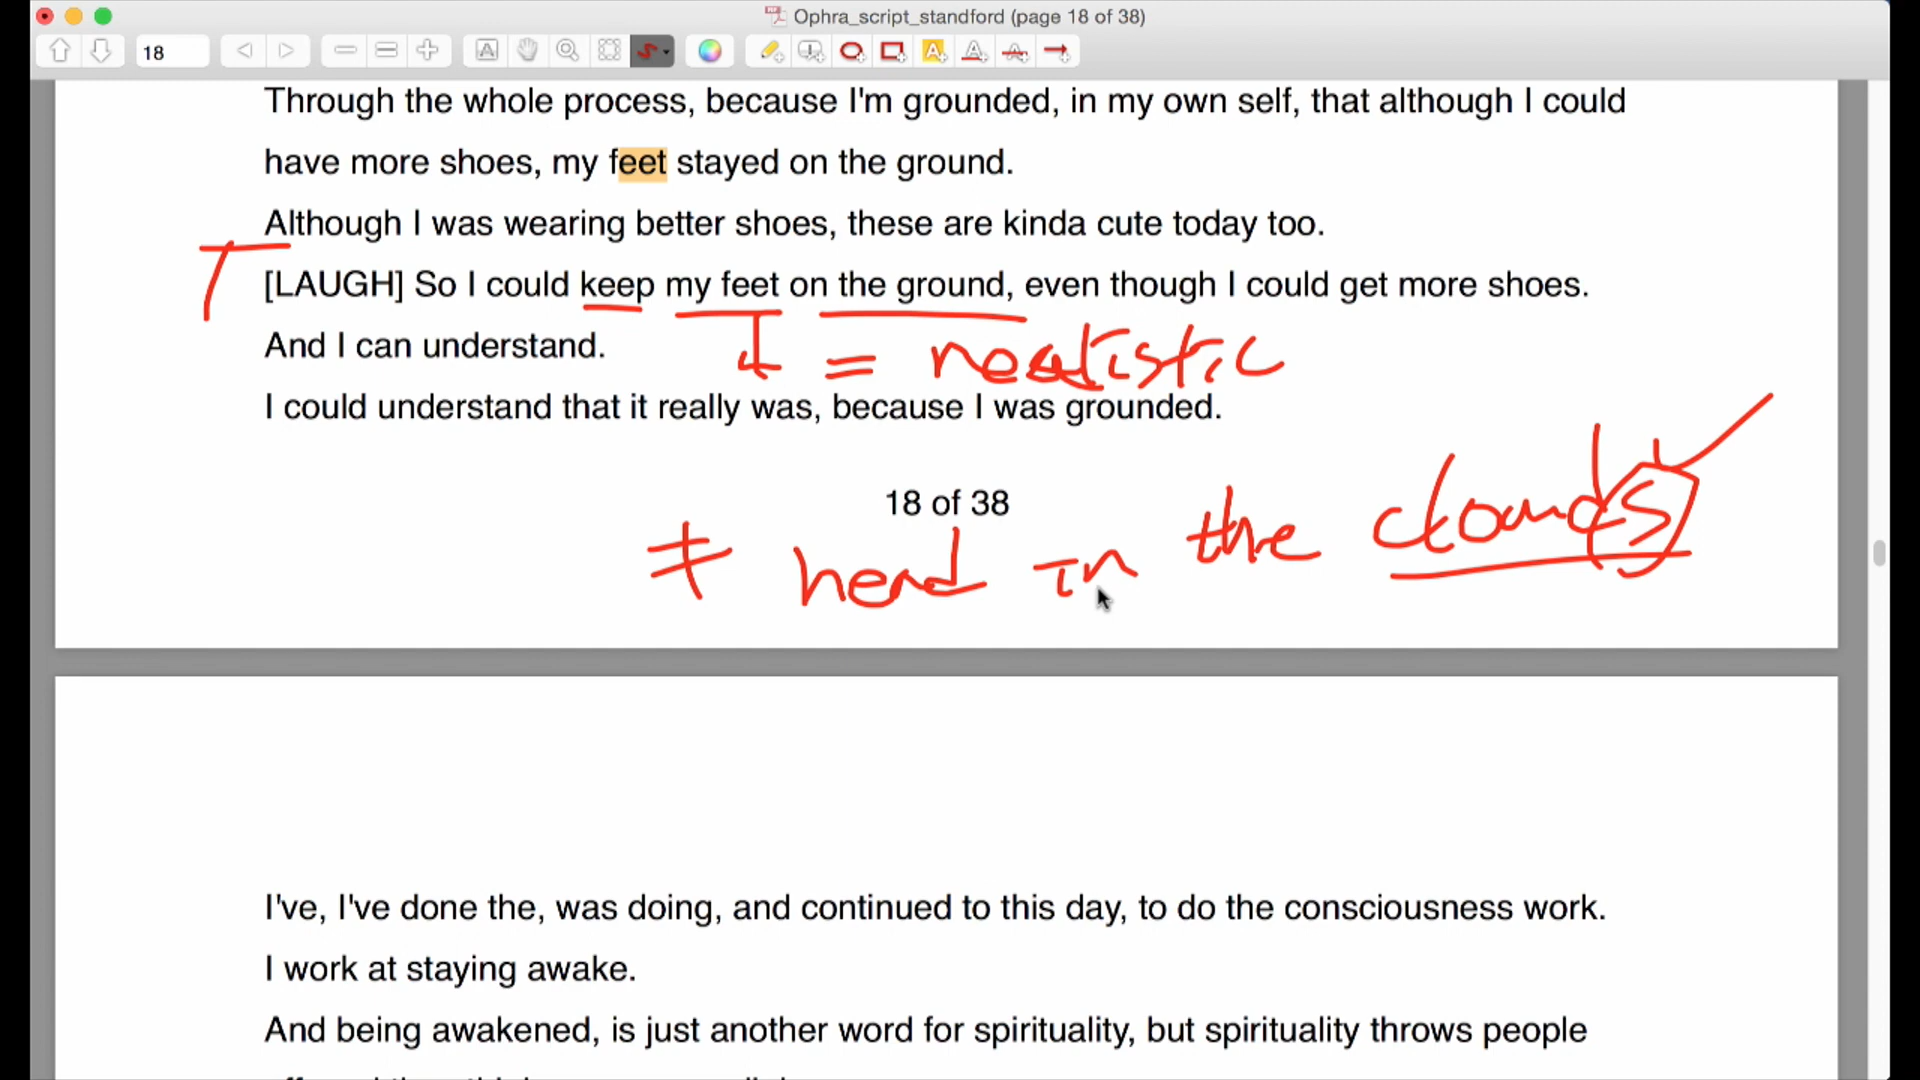 Ophra_script_standford (page 18 of 38)
18
Through the whole process, because I'm grounded, in my own self, that although I could
have more shoes, my feet stayed on the ground.
Although I was wearing better shoes, these are kinda cute today too.
[LAUGH] So I could keep my feet on the ground, even though I could get more shoes.
And I can understand.
= realistic
I could understand that it really was, because I was grounded.
18 of 38
≠ head in the clouds
I've, I've done the, was doing, and continued to this day, to do the consciousness work.
I work at staying awake.
And being awakened, is just another word for spirituality, but spirituality throws people